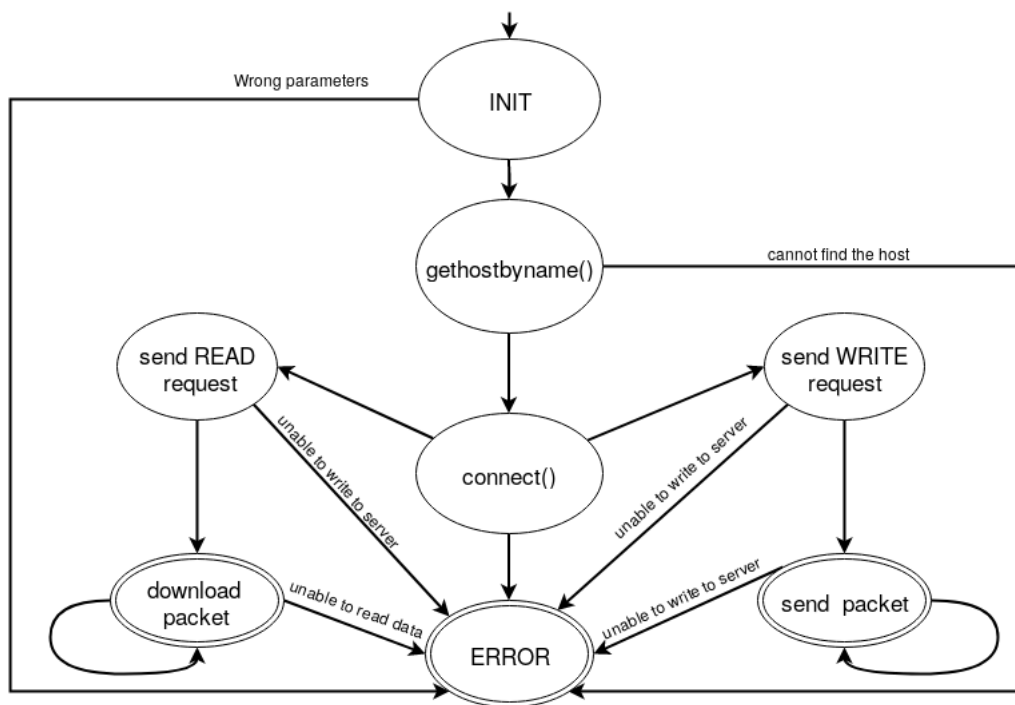 Wrong parameters
INIT
gethostbyname()
cannot find the host
send READ
request
send WRITE
request
unable to write to server
connect()
unable to write to server
download
packet
unable to read data
ERROR
unable to write to server
send packet